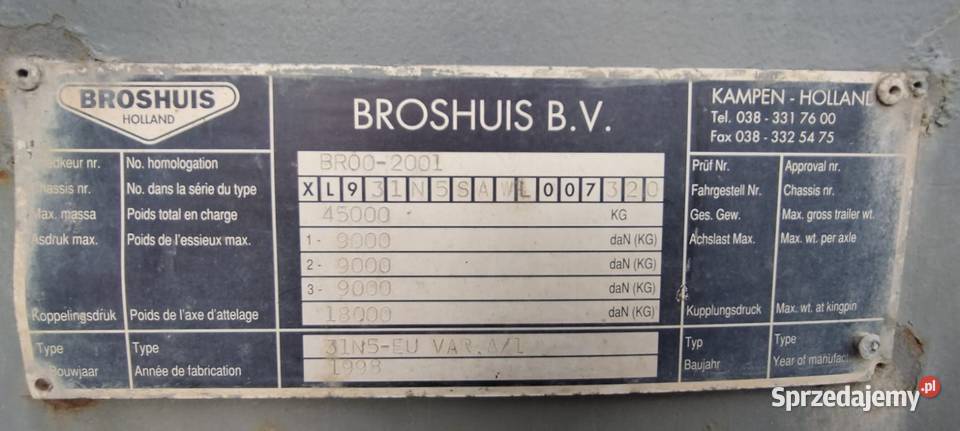 BROSHUIS
HOLLAND
BROSHUIS B.V.
KAMPEN - HOLLAND
Tel. 038 - 331 76 00
Fax 038 - 332 54 75
keur nr. No. homologation BR00-2001 Prüf Nr. Approval nr.
Chassis nr. No. dans la série du type XL931N5SAWL007320 Fahrgestell Nr. Chassis nr.
Max. massa Poids total en charge 45000 KG Ges. Gew. Max. gross trailer wt.
Asdruk max. Poids de l'essieux max. 1- 9000 daN (KG) Achslast Max. Max. wt. per axle
2- 9000 daN (KG)
3- 9000 daN (KG)
Koppelingsdruk Poids de l'axe d'attelage 18000 daN (KG) Kupplungsdruck Max. wt. at kingpin
Type Type 31N5-EU VAR.A/1 Typ Type
Bouwjaar Année de fabrication 1998 Baujahr Year of manufact
Sprzedajemy.pl